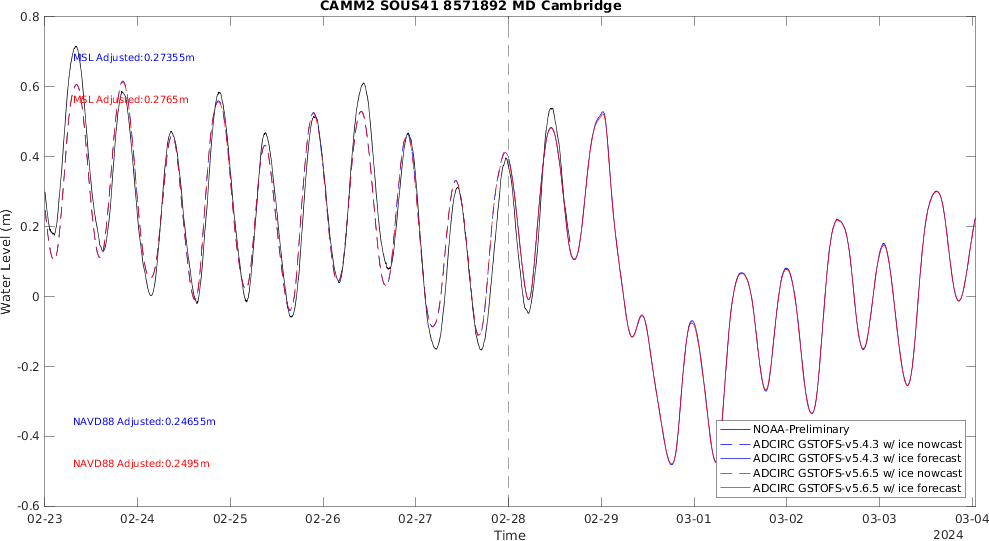 CAMM2 SOUS41 8571892 MD Cambridge
0.8
0.6
0.4
0.2
0
-0.2
-0.4
-0.6
Water Level (m)
MSL Adjusted:0.27355m
MSL Adjusted:0.2765m
NAVD88 Adjusted:0.24655m
NAVD88 Adjusted:0.2495m
NOAA-Preliminary
ADCIRC GSTOFS-v5.4.3 w/ ice nowcast
ADCIRC GSTOFS-v5.4.3 w/ ice forecast
ADCIRC GSTOFS-v5.6.5 w/ ice nowcast
ADCIRC GSTOFS-v5.6.5 w/ ice forecast
02-23 02-24 02-25 02-26 02-27 02-28 02-29 03-01 03-02 03-03 03-04
Time
2024